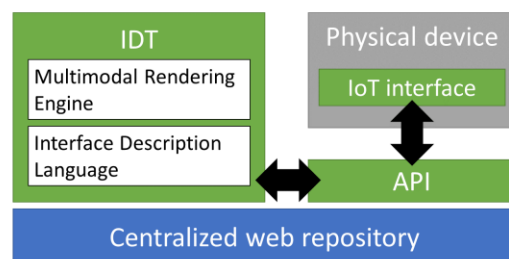 IDT
Multimodal Rendering
Engine
Interface Description
Language
Physical device
IoT interface
API
Centralized web repository